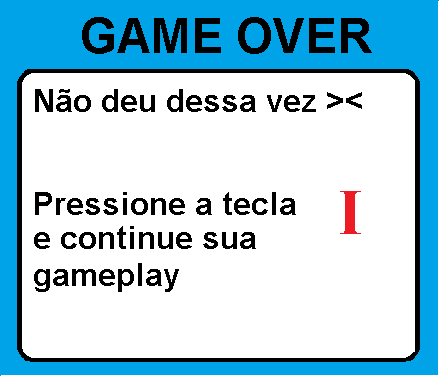 GAME OVER
Não deu dessa vez ><
Pressione a tecla I
e continue sua
gameplay